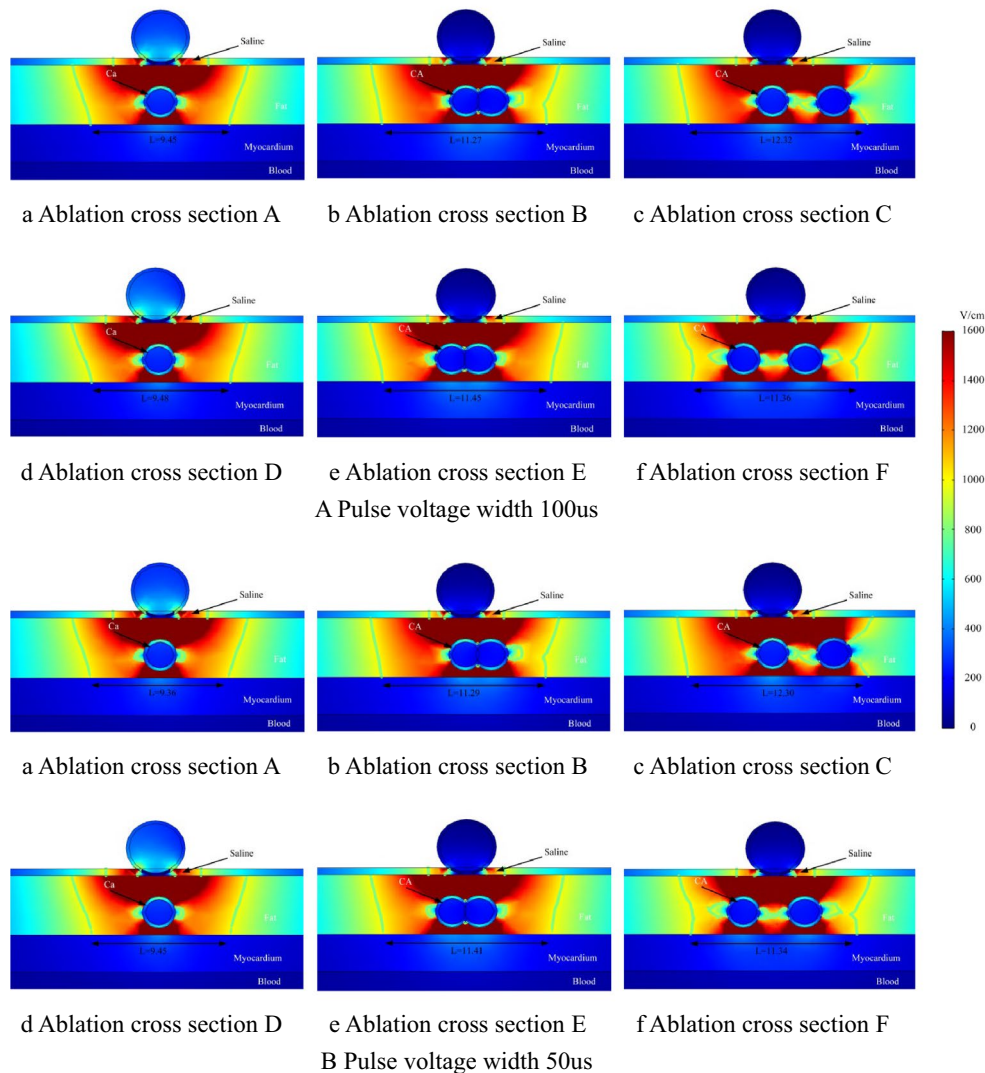 Saline
Ca
Fat
L=9.45
Myocardium
Blood
Saline
CA
Fat
L=11.27
Myocardium
Blood
Saline
CA
Fat
L=12.32
Myocardium
Blood
a Ablation cross section A
b Ablation cross section B
c Ablation cross section C
Saline
Ca
Fat
L=9.48
Myocardium
Blood
Saline
CA
Fat
L=11.45
Myocardium
Blood
Saline
CA
Fat
L=11.36
Myocardium
Blood
d Ablation cross section D
e Ablation cross section E
f Ablation cross section F
A Pulse voltage width 100us
V/cm
1600
1400
1200
1000
800
600
400
200
0
Saline
Ca
Fat
L=9.36
Myocardium
Blood
Saline
CA
Fat
L=11.29
Myocardium
Blood
Saline
CA
Fat
L=12.30
Myocardium
Blood
a Ablation cross section A
b Ablation cross section B
c Ablation cross section C
Saline
Ca
Fat
L=9.45
Myocardium
Blood
Saline
CA
Fat
L=11.41
Myocardium
Blood
Saline
CA
Fat
L=11.34
Myocardium
Blood
d Ablation cross section D
e Ablation cross section E
f Ablation cross section F
B Pulse voltage width 50us